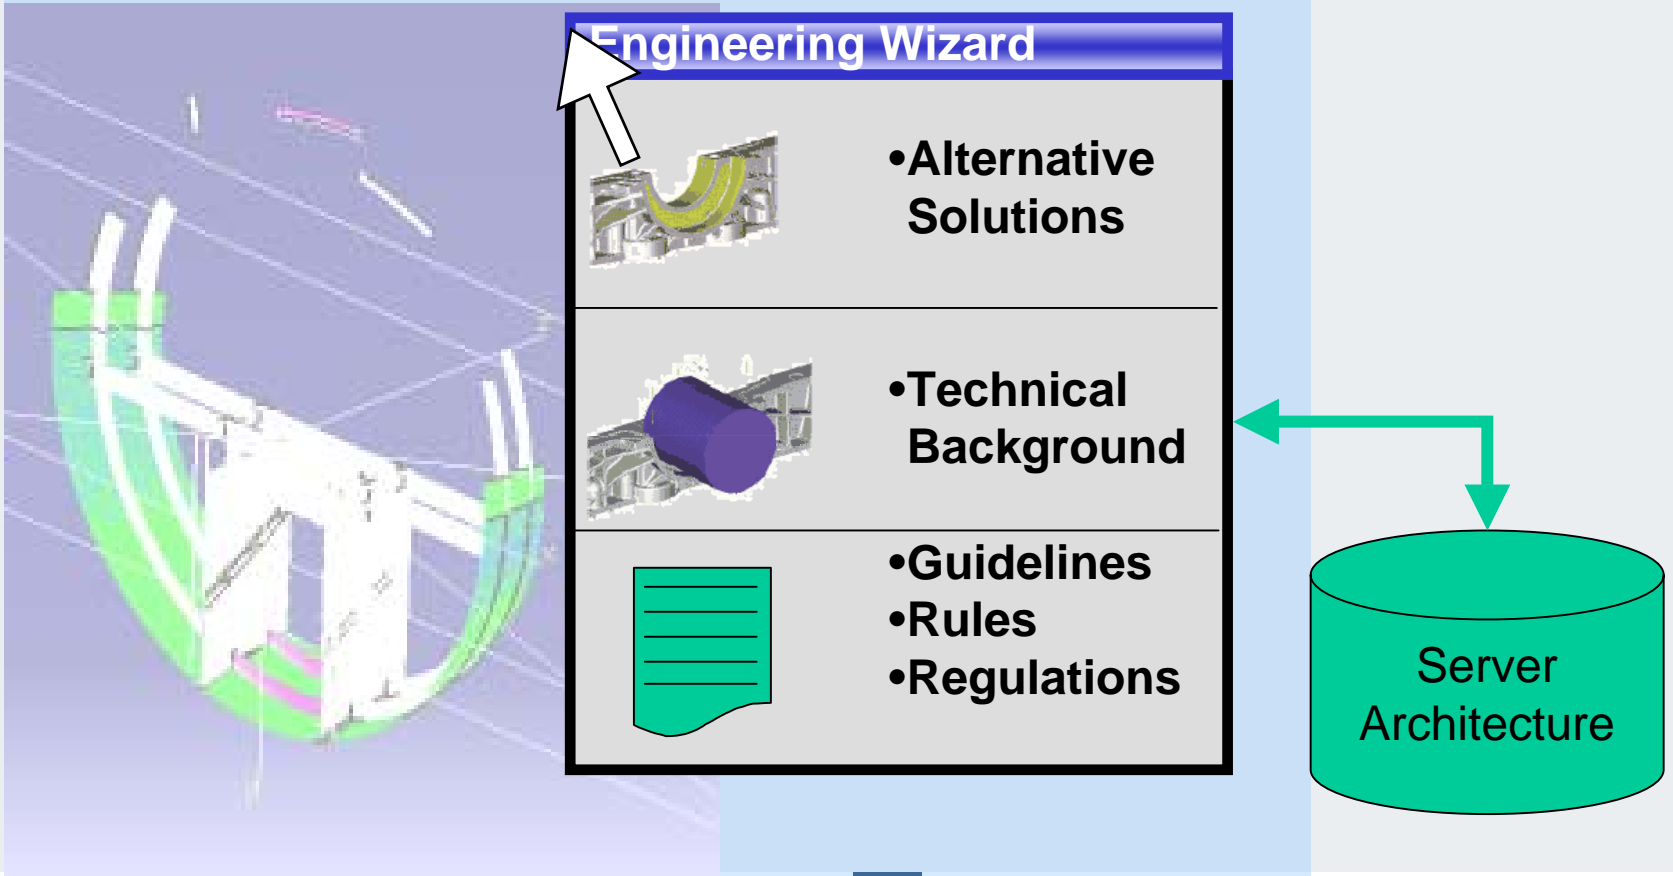 Engineering Wizard
•Alternative
Solutions
•Technical
Background
•Guidelines
•Rules
•Regulations
Server
Architecture